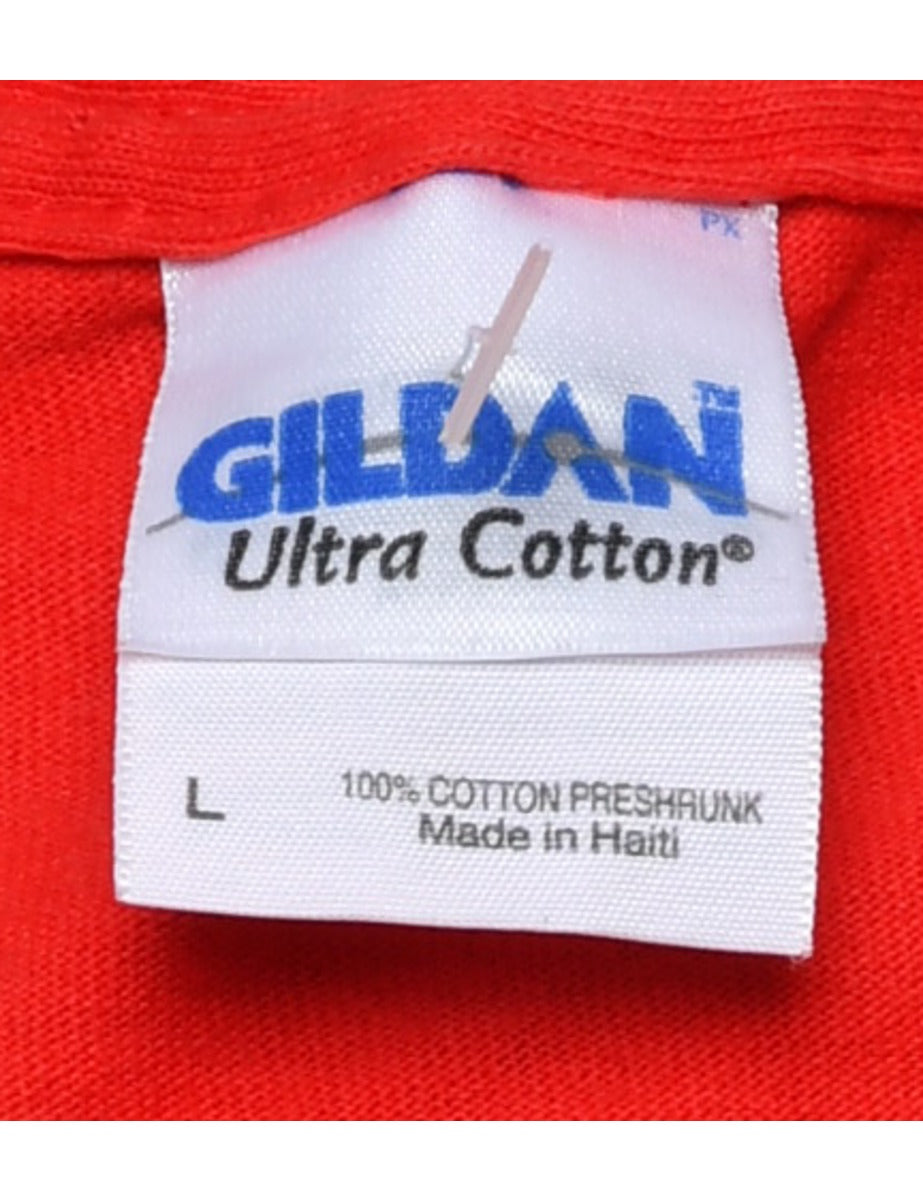 PX
GILDAN™
Ultra Cotton®
L
100% COTTON PRESHRUNK
Made in Haiti